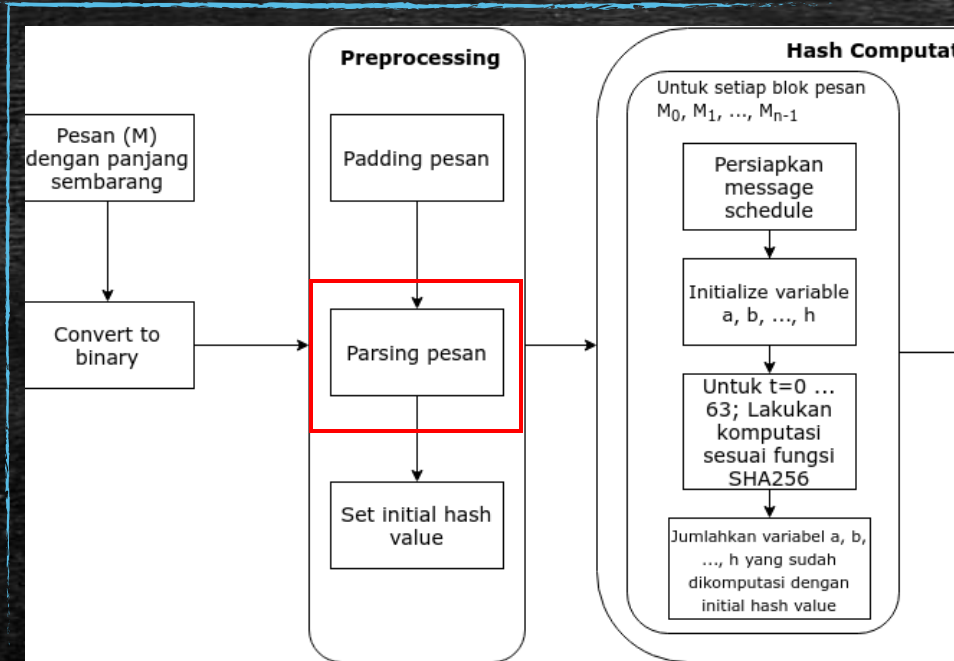 Pesan (M)
dengan panjang
sembarang
Convert to
binary
Preprocessing
Padding pesan
Parsing pesan
Set initial hash
value
Hash Computat
Untuk setiap blok pesan
M₀, M₁, ..., Mₙ₋₁
Persiapkan
message
schedule
Initialize variable
a, b, ..., h
Untuk t=0 ...
63; Lakukan
komputasi
sesuai fungsi
SHA256
Jumlahkan variabel a, b,
..., h yang sudah
dikomputasi dengan
initial hash value